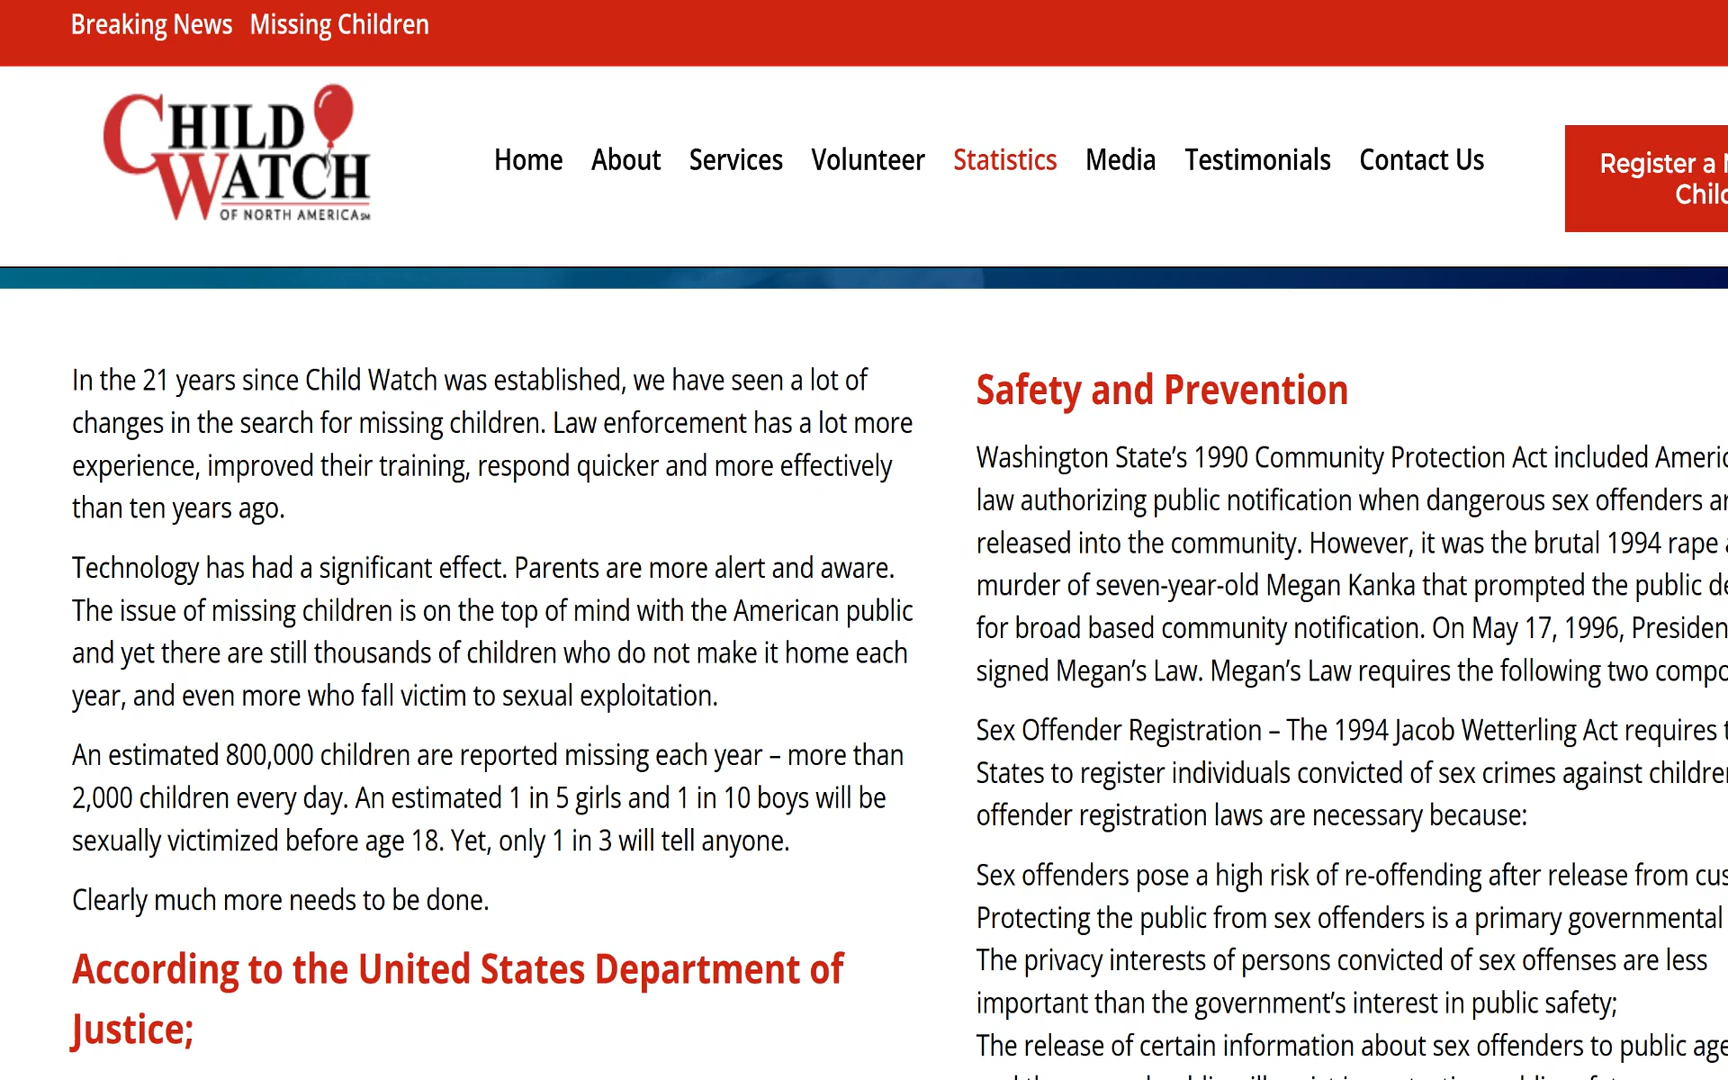 Breaking News Missing Children
CHILD
WATCH
OF NORTH AMERICA
Home About Services Volunteer Statistics Media Testimonials Contact Us
Register a
Chil
In the 21 years since Child Watch was established, we have seen a lot of
changes in the search for missing children. Law enforcement has a lot more
experience, improved their training, respond quicker and more effectively
than ten years ago.
Technology has had a significant effect. Parents are more alert and aware.
The issue of missing children is on the top of mind with the American public
and yet there are still thousands of children who do not make it home each
year, and even more who fall victim to sexual exploitation.
An estimated 800,000 children are reported missing each year – more than
2,000 children every day. An estimated 1 in 5 girls and 1 in 10 boys will be
sexually victimized before age 18. Yet, only 1 in 3 will tell anyone.
Clearly much more needs to be done.
According to the United States Department of
Justice;
Safety and Prevention
Washington State’s 1990 Community Protection Act included Americ
law authorizing public notification when dangerous sex offenders ar
released into the community. However, it was the brutal 1994 rape a
murder of seven-year-old Megan Kanka that prompted the public de
for broad based community notification. On May 17, 1996, Presiden
signed Megan’s Law. Megan’s Law requires the following two compo
Sex Offender Registration – The 1994 Jacob Wetterling Act requires t
States to register individuals convicted of sex crimes against childre
offender registration laws are necessary because:
Sex offenders pose a high risk of re-offending after release from cus
Protecting the public from sex offenders is a primary governmental
The privacy interests of persons convicted of sex offenses are less
important than the government’s interest in public safety;
The release of certain information about sex offenders to public age